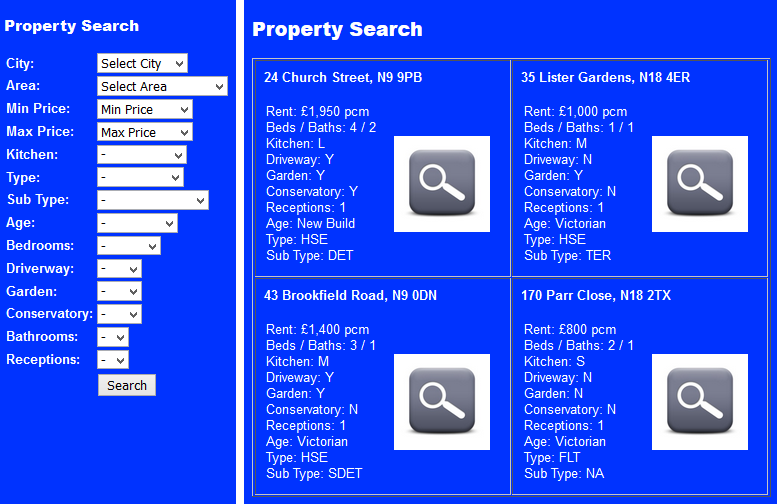 Property Search
City: Select City
Area: Select Area
Min Price: Min Price
Max Price: Max Price
Kitchen: -
Type: -
Sub Type: -
Age: -
Bedrooms: -
Driverway: -
Garden: -
Conservatory: -
Bathrooms: -
Receptions: -
Search
Property Search
24 Church Street, N9 9PB
Rent: £1,950 pcm
Beds / Baths: 4 / 2
Kitchen: L
Driveway: Y
Garden: Y
Conservatory: Y
Receptions: 1
Age: New Build
Type: HSE
Sub Type: DET
35 Lister Gardens, N18 4ER
Rent: £1,000 pcm
Beds / Baths: 1 / 1
Kitchen: M
Driveway: N
Garden: Y
Conservatory: N
Receptions: 1
Age: Victorian
Type: HSE
Sub Type: TER
43 Brookfield Road, N9 0DN
Rent: £1,400 pcm
Beds / Baths: 3 / 1
Kitchen: M
Driveway: Y
Garden: Y
Conservatory: N
Receptions: 1
Age: Victorian
Type: HSE
Sub Type: SDET
170 Parr Close, N18 2TX
Rent: £800 pcm
Beds / Baths: 2 / 1
Kitchen: S
Driveway: N
Garden: N
Conservatory: N
Receptions: 1
Age: Victorian
Type: FLT
Sub Type: NA